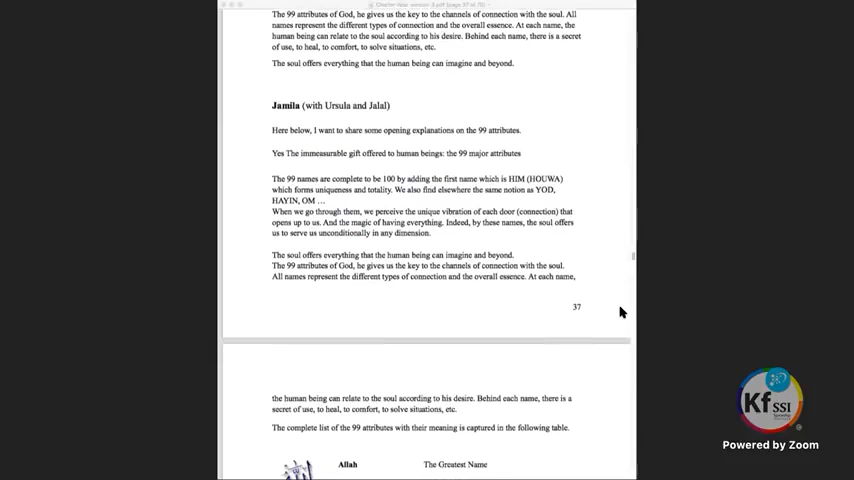 The 99 attributes of God, he gives us the key to the channels of connection with the soul. All
names represent the different types of connection and the overall essence. At each name, the
human being can relate to the soul according to his desire. Behind each name, there is a secret
of use, to heal, to comfort, to solve situations, etc.
The soul offers everything that the human being can imagine and beyond.
Jamila (with Ursula and Jalal)
Here below, I want to share some opening explanations on the 99 attributes.
Yes The immeasurable gift offered to human beings: the 99 major attributes
The 99 names are complete to be 100 by adding the first name which is HIM (HOUWA)
which forms uniqueness and totality. We also find elsewhere the same notion as YOD,
HAYIN, OM ...
When we go through them, we perceive the unique vibration of each door (connection) that
opens up to us. And the magic of having everything. Indeed, by these names, the soul offers
us to serve us unconditionally in any dimension.
The soul offers everything that the human being can imagine and beyond.
The 99 attributes of God, he gives us the key to the channels of connection with the soul.
All names represent the different types of connection and the overall essence. At each name,
37
the human being can relate to the soul according to his desire. Behind each name, there is a
secret of use, to heal, to comfort, to solve situations, etc.
The complete list of the 99 attributes with their meaning is captured in the following table.
Allah The Greatest Name
Kf SSI
Powered by Zoom